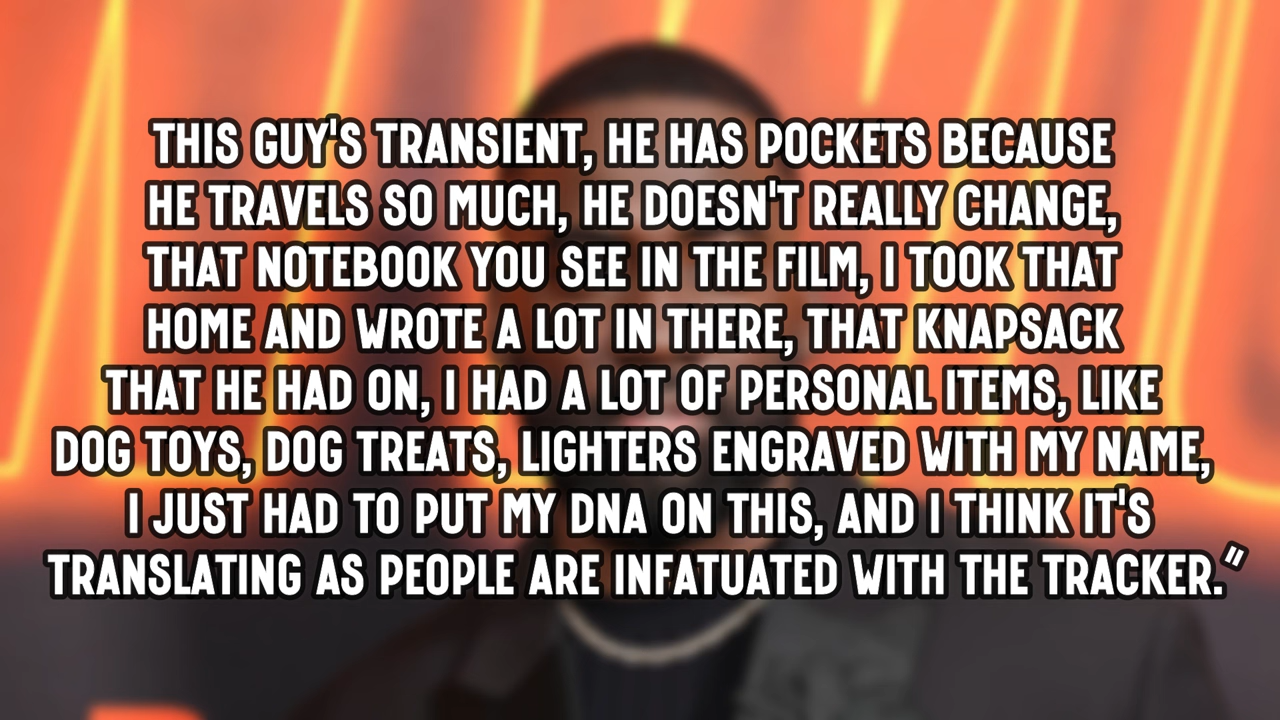 THIS GUY'S TRANSIENT, HE HAS POCKETS BECAUSE
HE TRAVELS SO MUCH, HE DOESN'T REALLY CHANGE,
THAT NOTEBOOK YOU SEE IN THE FILM, I TOOK THAT
HOME AND WROTE A LOT IN THERE, THAT KNAPSACK
THAT HE HAD ON, I HAD A LOT OF PERSONAL ITEMS, LIKE
DOG TOYS, DOG TREATS, LIGHTERS ENGRAVED WITH MY NAME,
I JUST HAD TO PUT MY DNA ON THIS, AND I THINK IT'S
TRANSLATING AS PEOPLE ARE INFATUATED WITH THE TRACKER.”